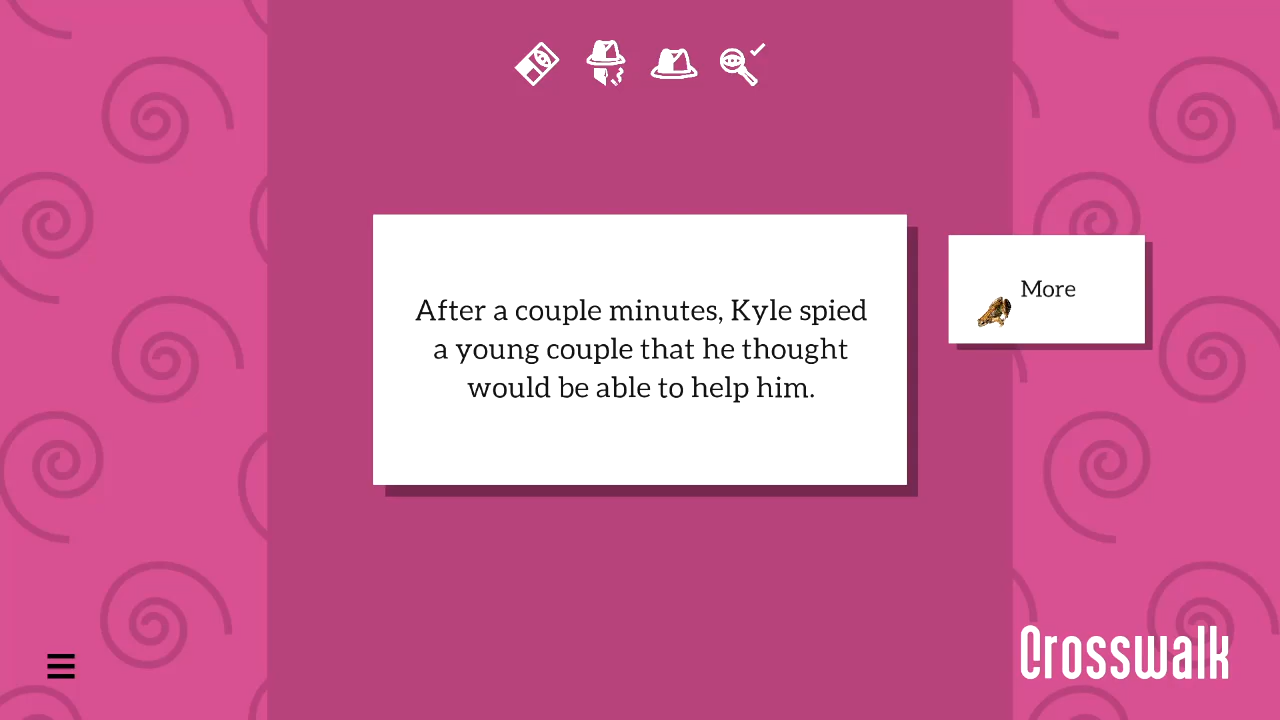 After a couple minutes, Kyle spied
a young couple that he thought
would be able to help him.
More
Crosswalk